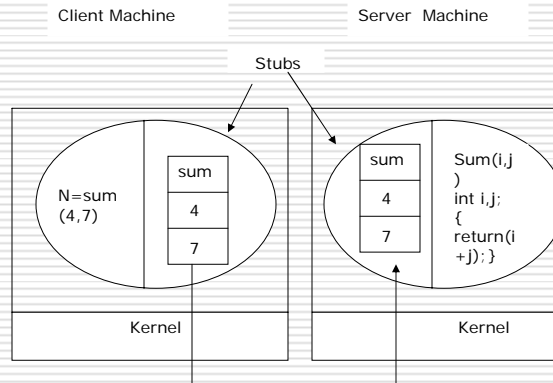 Client Machine
Server Machine
Stubs
N=sum
(4,7)
sum
4
7
sum
4
7
Sum(i,j
)
int i,j;
{
return(i
+j);}
Kernel
Kernel